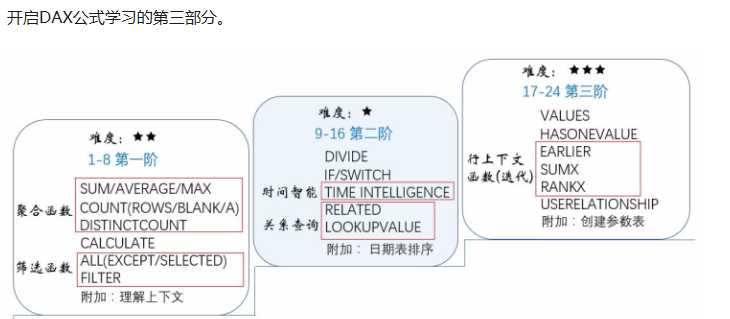 开启DAX公式学习的第三部分。
难度：★★
1-8 第一阶
聚合函数
SUM/AVERAGE/MAX
COUNT(ROWS/BLANK/A)
DISTINCTCOUNT
CALCULATE
筛选函数
ALL(EXCEPT/SELECTED)
FILTER
附加：理解上下文
难度：★
9-16 第二阶
DIVIDE
IF/SWITCH
时间智能
TIME INTELLIGENCE
关系查询
RELATED
LOOKUPVALUE
附加：日期表排序
难度：★★★
17-24 第三阶
VALUES
HASONEVALUE
行上下文
函数(迭代)
EARLIER
SUMX
RANKX
USERELATIONSHIP
附加：创建参数表